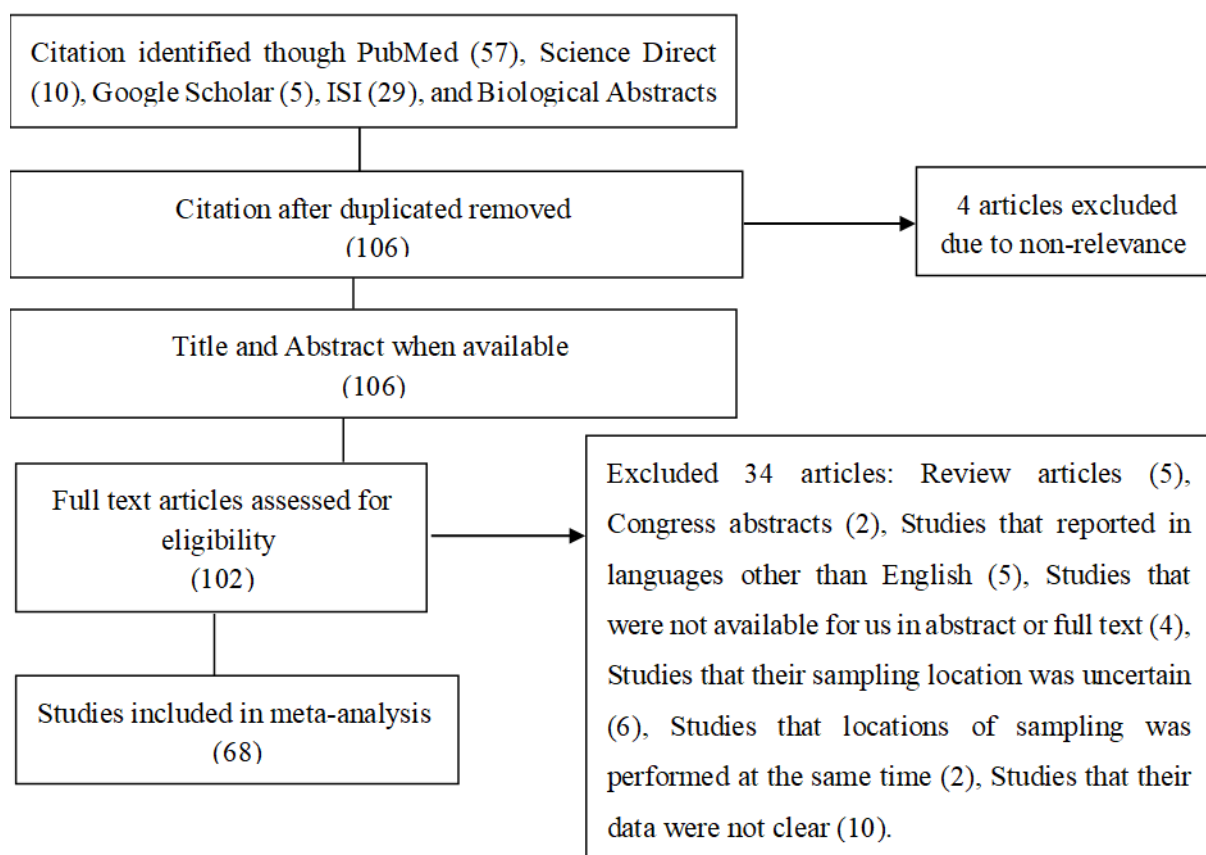 Citation identified though PubMed (57), Science Direct
(10), Google Scholar (5), ISI (29), and Biological Abstracts
Citation after duplicated removed
(106)
4 articles excluded
due to non-relevance
Title and Abstract when available
(106)
Full text articles assessed for
eligibility
(102)
Excluded 34 articles: Review articles (5),
Congress abstracts (2), Studies that reported in
languages other than English (5), Studies that
were not available for us in abstract or full text (4),
Studies that their sampling location was uncertain
(6), Studies that locations of sampling was
performed at the same time (2), Studies that their
data were not clear (10).
Studies included in meta-analysis
(68)